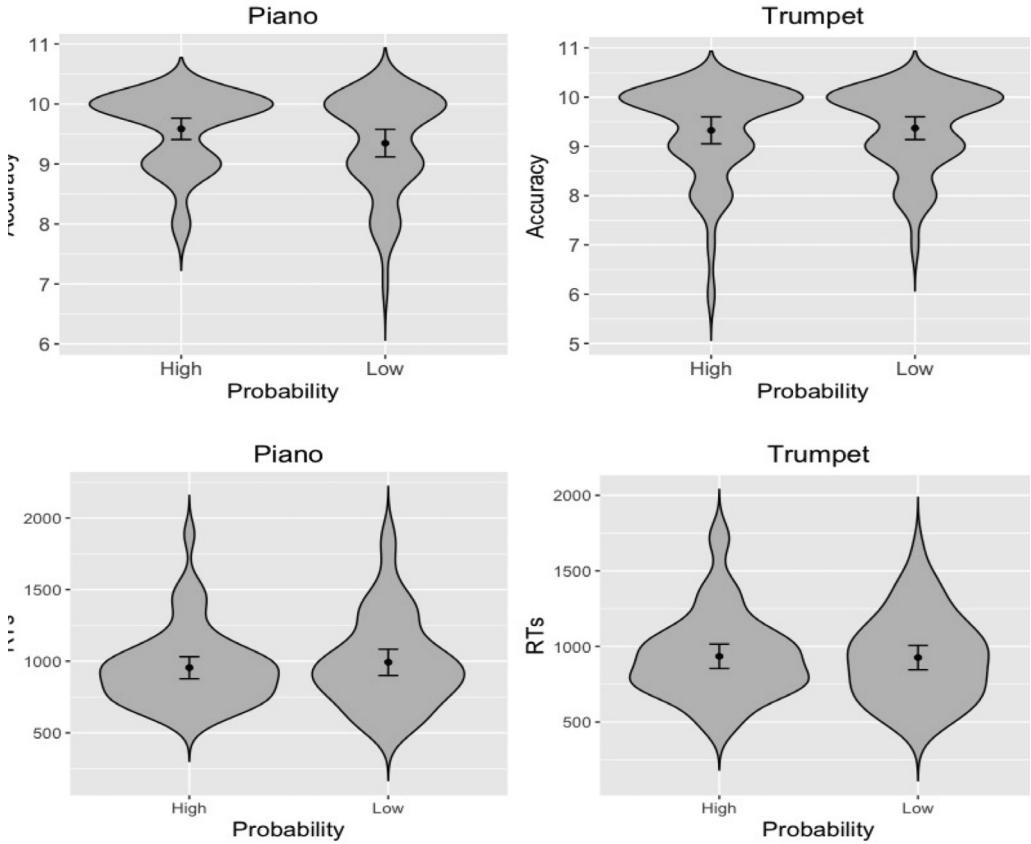 Piano
11
10
9
8
7
6
Accuracy
High
Low
Probability
Trumpet
11
10
9
8
7
6
5
Accuracy
High
Low
Probability
Piano
2000
1500
1000
500
RTs
High
Low
Probability
Trumpet
2000
1500
1000
500
RTs
High
Low
Probability